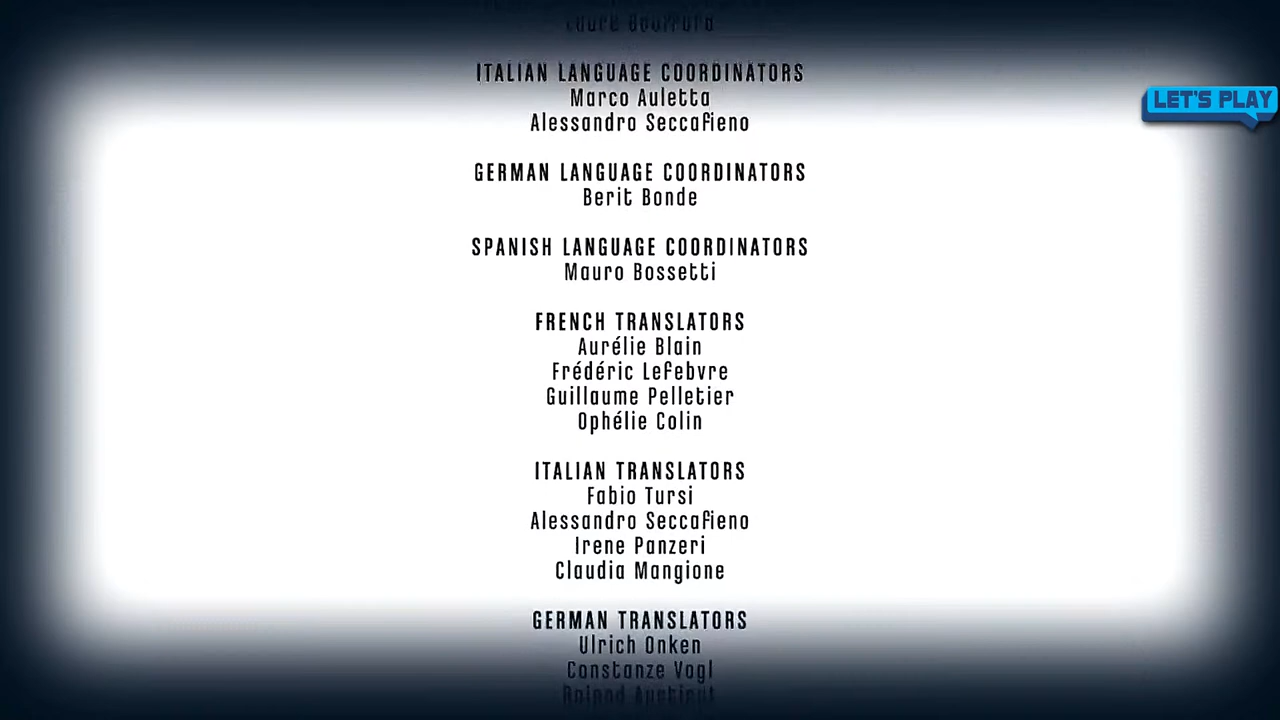 ITALIAN LANGUAGE COORDINATORS
Marco Auletta
Alessandro Seccafieno
LET'S PLAY
GERMAN LANGUAGE COORDINATORS
Berit Bonde
SPANISH LANGUAGE COORDINATORS
Mauro Bossetti
FRENCH TRANSLATORS
Aurélie Blain
Frédéric Lefebvre
Guillaume Pelletier
Ophélie Colin
ITALIAN TRANSLATORS
Fabio Tursi
Alessandro Seccafieno
Irene Panzeri
Claudia Mangione
GERMAN TRANSLATORS
Ulrich Onken
Constanze Vogl